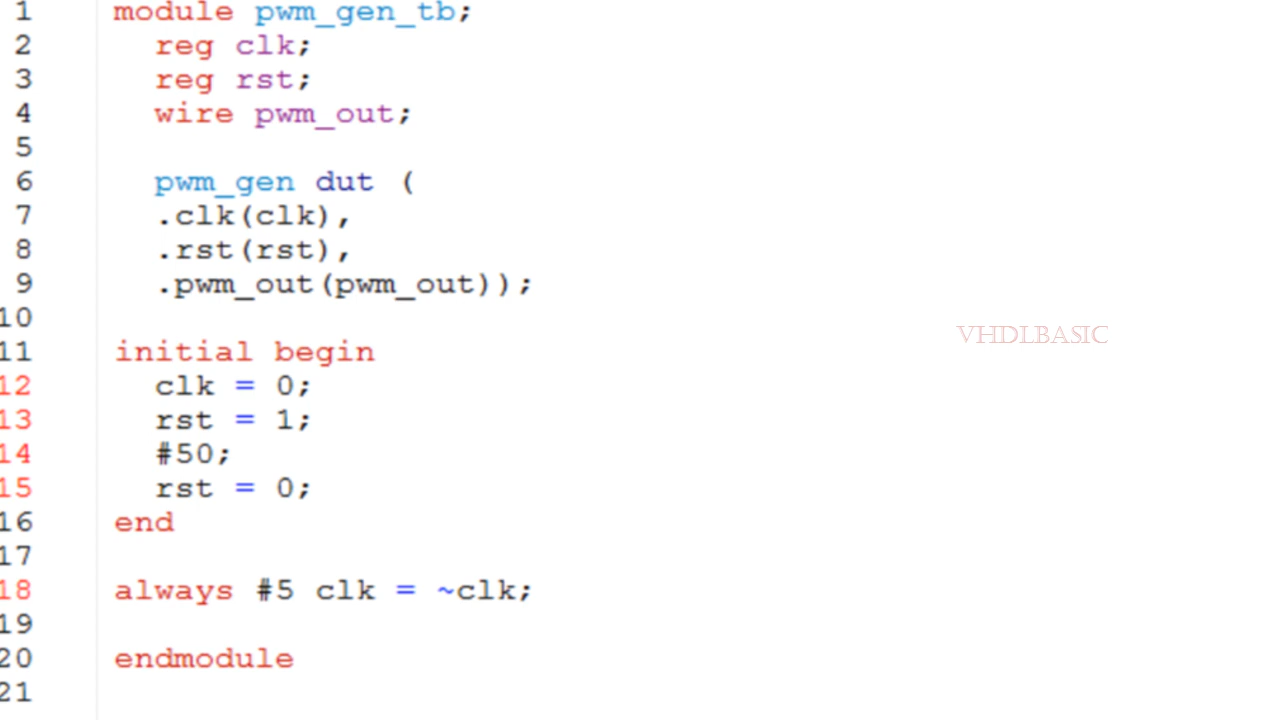 1 module pwm_gen_tb;
2 reg clk;
3 reg rst;
4 wire pwm_out;
5
6 pwm_gen dut (
7 .clk(clk),
8 .rst(rst),
9 .pwm_out(pwm_out));
10
VHDLBASIC
11 initial begin
12 clk = 0;
13 rst = 1;
14 #50;
15 rst = 0;
16 end
17
18 always #5 clk = ~clk;
19
20 endmodule
21